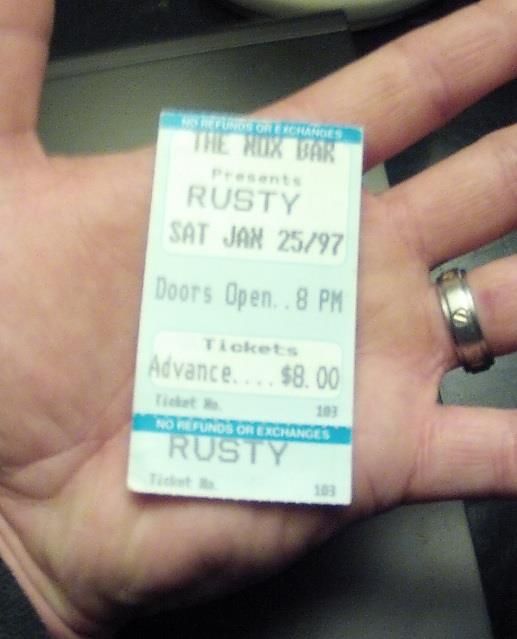 NO REFUNDS OR EXCHANGES
THE ROX BAR
Presents
RUSTY
SAT JAN 25/97
Doors Open..8 PM
Tickets
Advance....$8.00
Ticket No. 103
NO REFUNDS OR EXCHANGES
RUSTY
Ticket No. 103